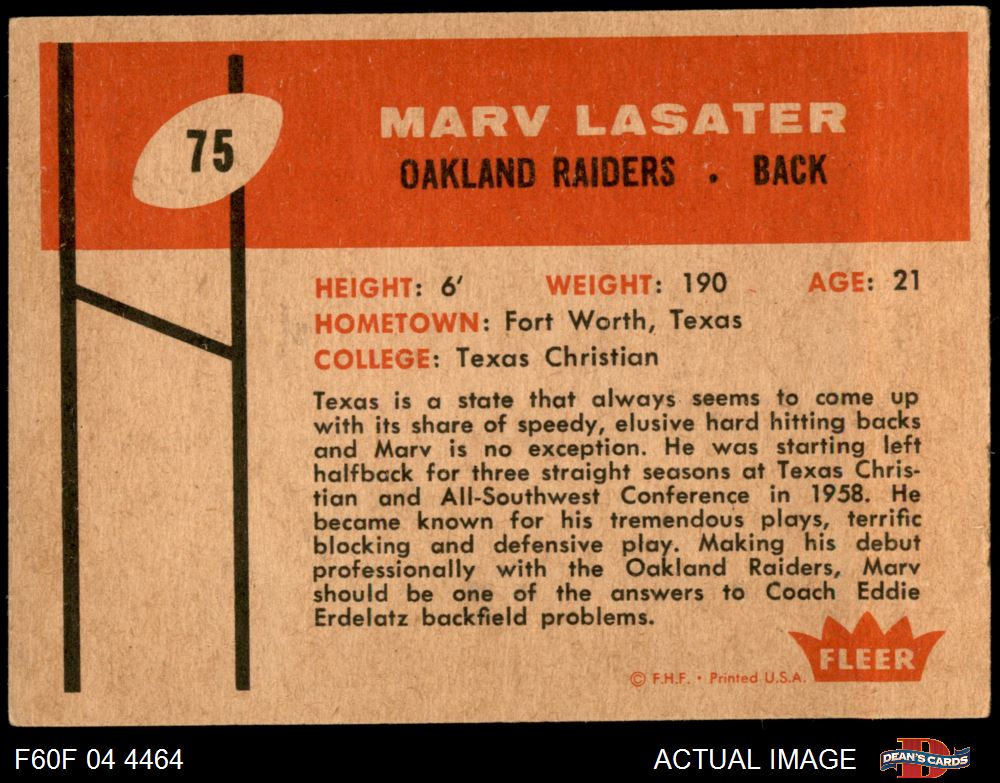 75
MARV LASATER
OAKLAND RAIDERS . BACK
HEIGHT: 6' WEIGHT: 190 AGE: 21
HOMETOWN: Fort Worth, Texas
COLLEGE: Texas Christian
Texas is a state that always seems to come up
with its share of speedy, elusive hard hitting backs
and Marv is no exception. He was starting left
halfback for three straight seasons at Texas Chris-
tian and All-Southwest Conference in 1958. He
became known for his tremendous plays, terrific
blocking and defensive play. Making his debut
professionally with the Oakland Raiders, Marv
should be one of the answers to Coach Eddie
Erdelatz backfield problems.
FLEER
© F.H.F. • Printed U.S.A.
F60F 04 4464
ACTUAL IMAGE
D
DEAN'S CARDS